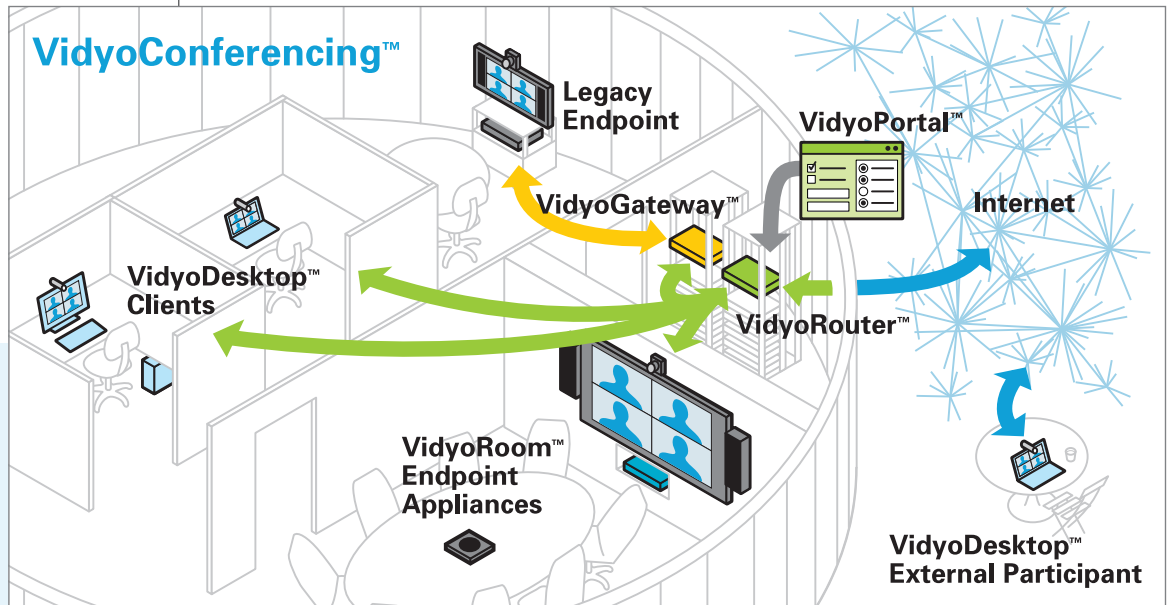 VidyoConferencing™
Legacy
Endpoint
VidyoPortal™
VidyoGateway™
Internet
VidyoDesktop™
Clients
VidyoRouter™
VidyoRoom™
Endpoint
Appliances
VidyoDesktop™
External Participant